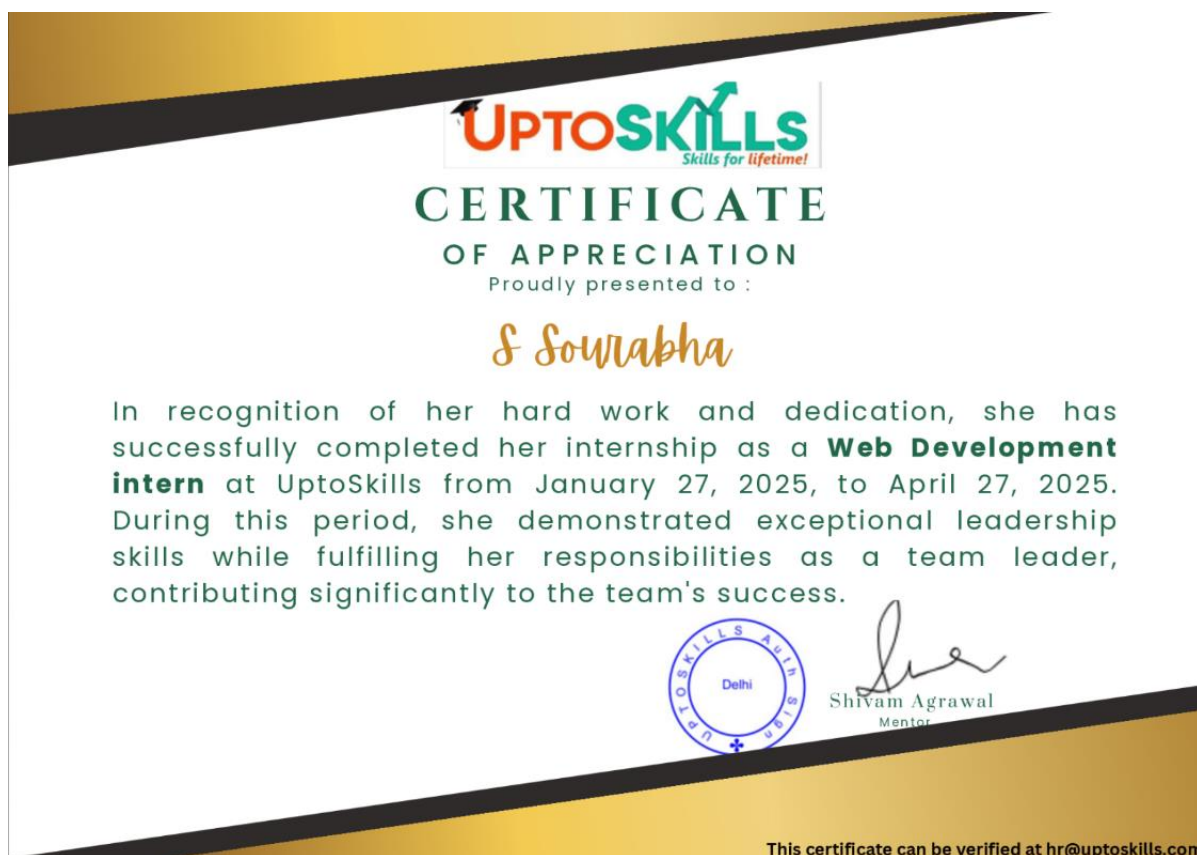 UPTOSKILLS
Skills for lifetime!
CERTIFICATE
OF APPRECIATION
Proudly presented to :
S Sourabha
In recognition of her hard work and dedication, she has
successfully completed her internship as a Web Development
intern at UptoSkills from January 27, 2025, to April 27, 2025.
During this period, she demonstrated exceptional leadership
skills while fulfilling her responsibilities as a team leader,
contributing significantly to the team's success.
UPTOSKILLS Auth Sign
Delhi
Shivam Agrawal
Mentor
This certificate can be verified at hr@uptoskills.com